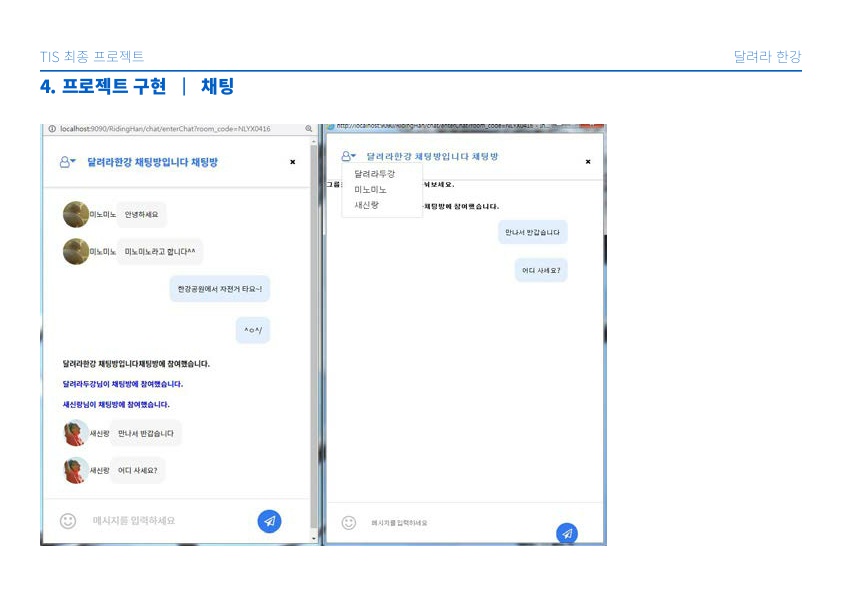 TIS 최종 프로젝트
달려라 한강
4. 프로젝트 구현 | 채팅
localhost:9090/RidingHan/chat/enterChat?room_code=NLYX0416
달려라한강 채팅방입니다 채팅방
미노미노 안녕하세요
미노미노 미노미노라고 합니다^^
한강공원에서 자전거 타요~!
^ㅇ^/
달려라한강 채팅방입니다채팅방에 참여했습니다.
달려라두강님이 채팅방에 참여했습니다.
새신랑님이 채팅방에 참여했습니다.
새신랑 만나서 반갑습니다
새신랑 어디 사세요?
메시지를 입력하세요
http://localhost:9090/RidingHan/chat/enterChat?room_code=NLYX0416
달려라한강 채팅방입니다 채팅방
달려라두강
미노미노
새신랑
그룹
눠보세요.
채팅방에 참여했습니다.
만나서 반갑습니다
어디 사세요?
메시지를 입력하세요